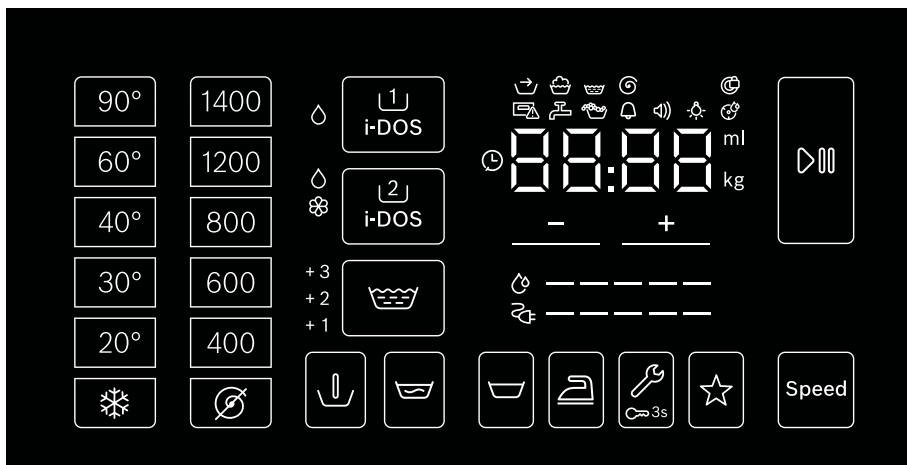 90°
60°
40°
30°
20°
1400
1200
800
600
400
1
i-DOS
2
i-DOS
+ 3
+ 2
+ 1
88:88
ml
kg
– +
3s
Speed